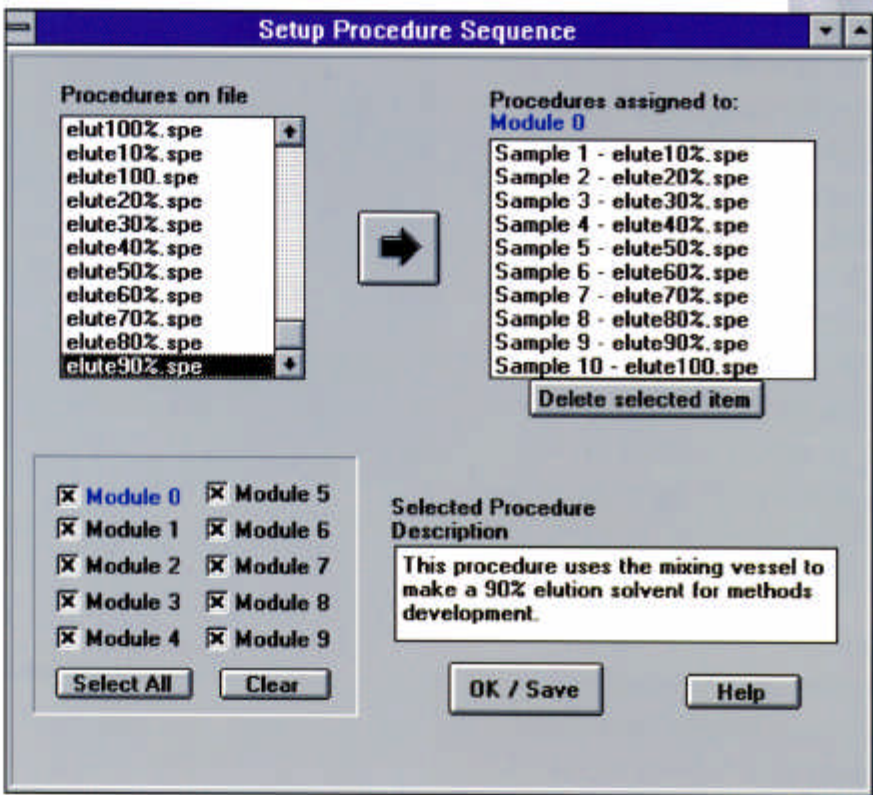 Setup Procedure Sequence
Procedures on file
elut100%.spe
elute10%.spe
elute100.spe
elute20%.spe
elute30%.spe
elute40%.spe
elute50%.spe
elute60%.spe
elute70%.spe
elute80%.spe
elute90%.spe
Procedures assigned to:
Module 0
Sample 1 - elute10%.spe
Sample 2 - elute20%.spe
Sample 3 - elute30%.spe
Sample 4 - elute40%.spe
Sample 5 - elute50%.spe
Sample 6 - elute60%.spe
Sample 7 - elute70%.spe
Sample 8 - elute80%.spe
Sample 9 - elute90%.spe
Sample 10 - elute100.spe
Delete selected item
Module 0
Module 1
Module 2
Module 3
Module 4
Module 5
Module 6
Module 7
Module 8
Module 9
Select All
Clear
Selected Procedure
Description
This procedure uses the mixing vessel to
make a 90% elution solvent for methods
development.
OK / Save
Help